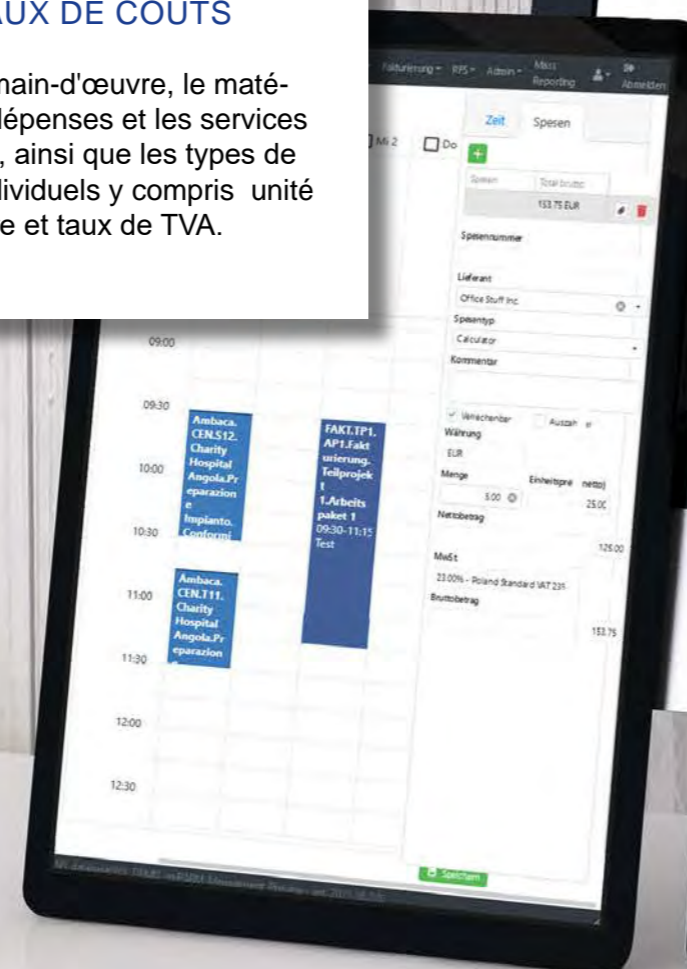 AUX DE COUTS
main-d'œuvre, le maté-
dépenses et les services
, ainsi que les types de
dividuels y compris unité
e et taux de TVA.
Fakturierung RFS Admin Mass Reporting Abmelden
Mi 2 Do
Zeit Spesen
Spesen Total brutto
153.75 EUR
Spesennummer
Lieferant
Office Stuff Inc.
Spesentyp
Calculator
Kommentar
Verrechenbar Auszah
Währung
EUR
Menge Einheitspre netto)
5.00 25.00
Nettobetrag
125.00
MwSt
23.00% - Poland Standard VAT 23%
Bruttobetrag
153.75
Speichern
09:00
09:30
10:00
10:30
11:00
11:30
12:00
12:30
Ambaca.
CEN.S12.
Charity
Hospital
Angola.Pr
eparazion
e
Impianto.
Conformi
Ambaca.
CEN.T11.
Charity
Hospital
Angola.Pr
eparazion
FAKT.TP1.
AP1.Fakt
urierung.
Teilprojek
t
1.Arbeits
paket 1
09:30-11:15
Test